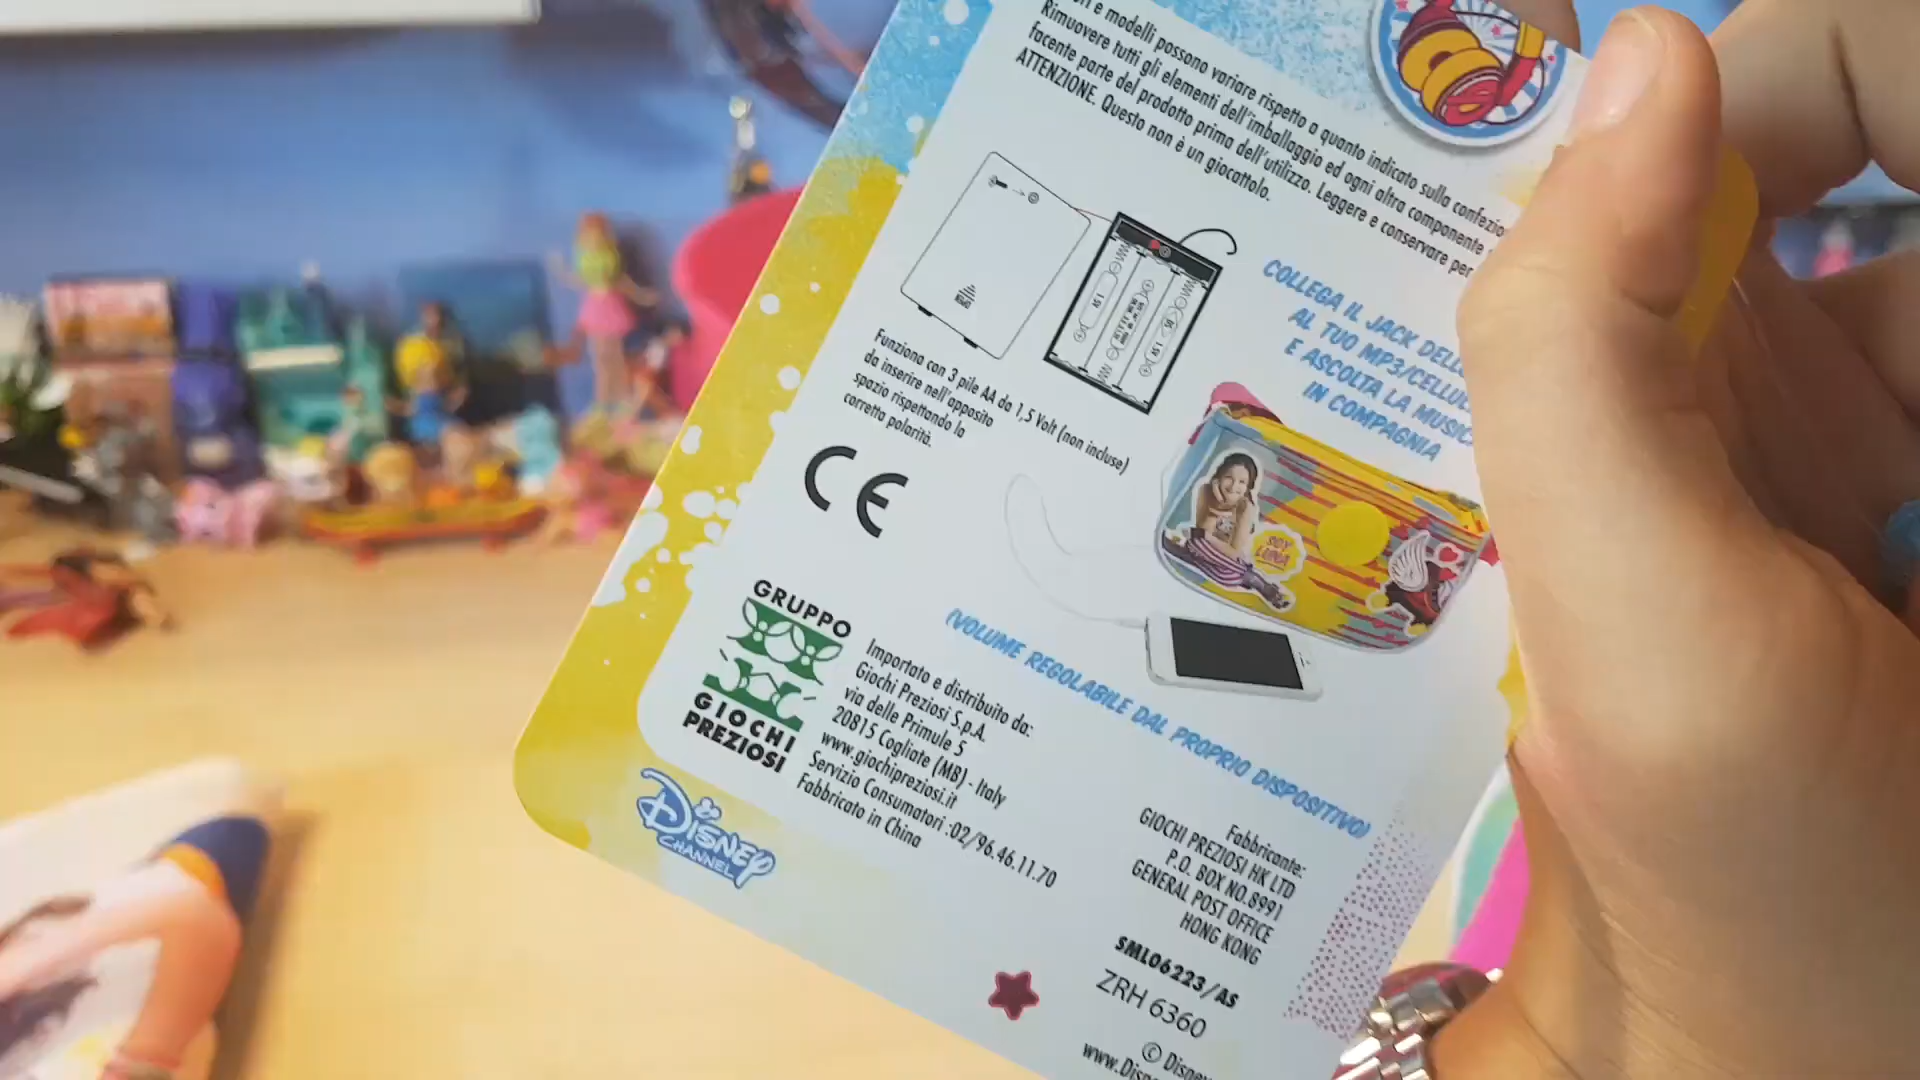 e modelli possono variare rispetto a quanto indicato sulla confezio
Rimuovere tutti gli elementi dell'imballaggio ed ogni altra componente
facente parte del prodotto prima dell'utilizzo. Leggere e conservare per
ATTENZIONE. Questo non è un giocattolo.
COLLEGA IL JACK DELL
AL TUO MP3/CELLUL
E ASCOLTA LA MUSIC
IN COMPAGNIA
Funziona con 3 pile AA da 1,5 Volt (non incluse)
da inserire nell'apposito
spazio rispettando la
corretta polarità.
CE
SOY
LUNA
(VOLUME REGOLABILE DAL PROPRIO DISPOSITIVO)
GRUPPO
GIOCHI
PREZIOSI
Importato e distribuito da:
Giochi Preziosi S.p.A.
via delle Primule 5
20815 Cogliate (MB) - Italy
www.giochipreziosi.it
Servizio Consumatori :02/96.46.11.70
Fabbricato in China
DISNEY
CHANNEL
Fabbricante:
GIOCHI PREZIOSI HK LTD
P.O. BOX NO.8991
GENERAL POST OFFICE
HONG KONG
SML06223/AS
ZRH 6360
© Disney
www.Disn